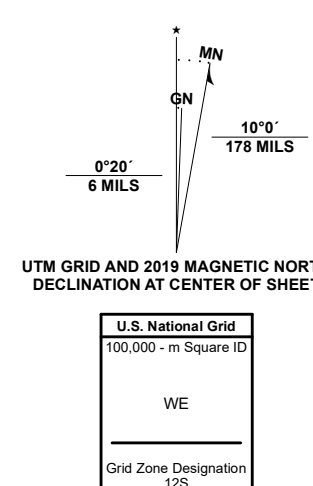 ★
MN
GN
10°0´
178 MILS
0°20´
6 MILS
UTM GRID AND 2019 MAGNETIC NORT
DECLINATION AT CENTER OF SHEET
U.S. National Grid
100,000 - m Square ID
WE
Grid Zone Designation
12S